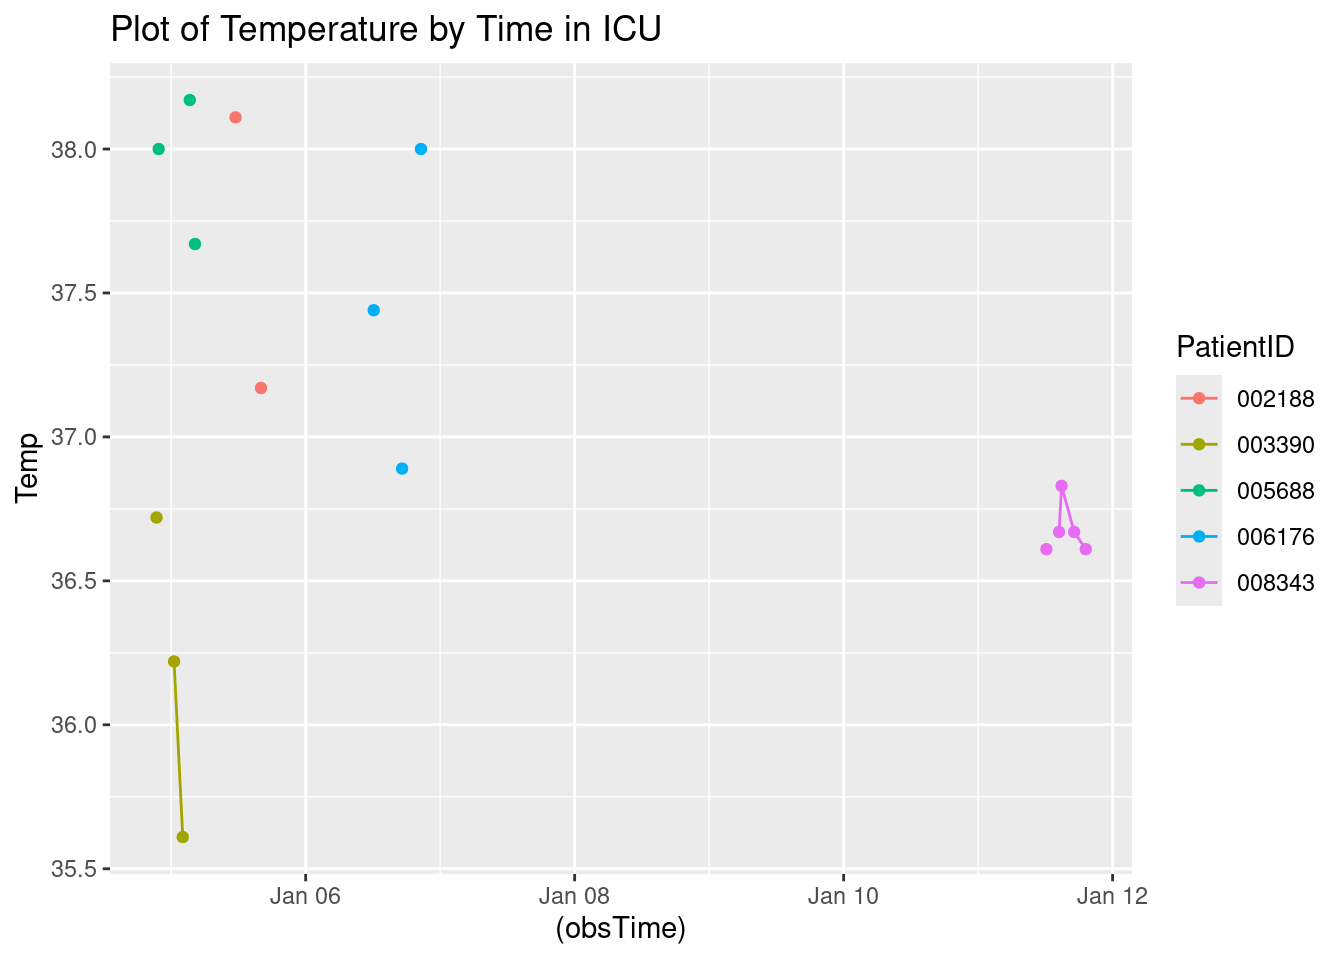 Plot of Temperature by Time in ICU
38.0
37.5
37.0
36.5
36.0
35.5
Temp
Jan 06
Jan 08
Jan 10
Jan 12
(obsTime)
PatientID
002188
003390
005688
006176
008343